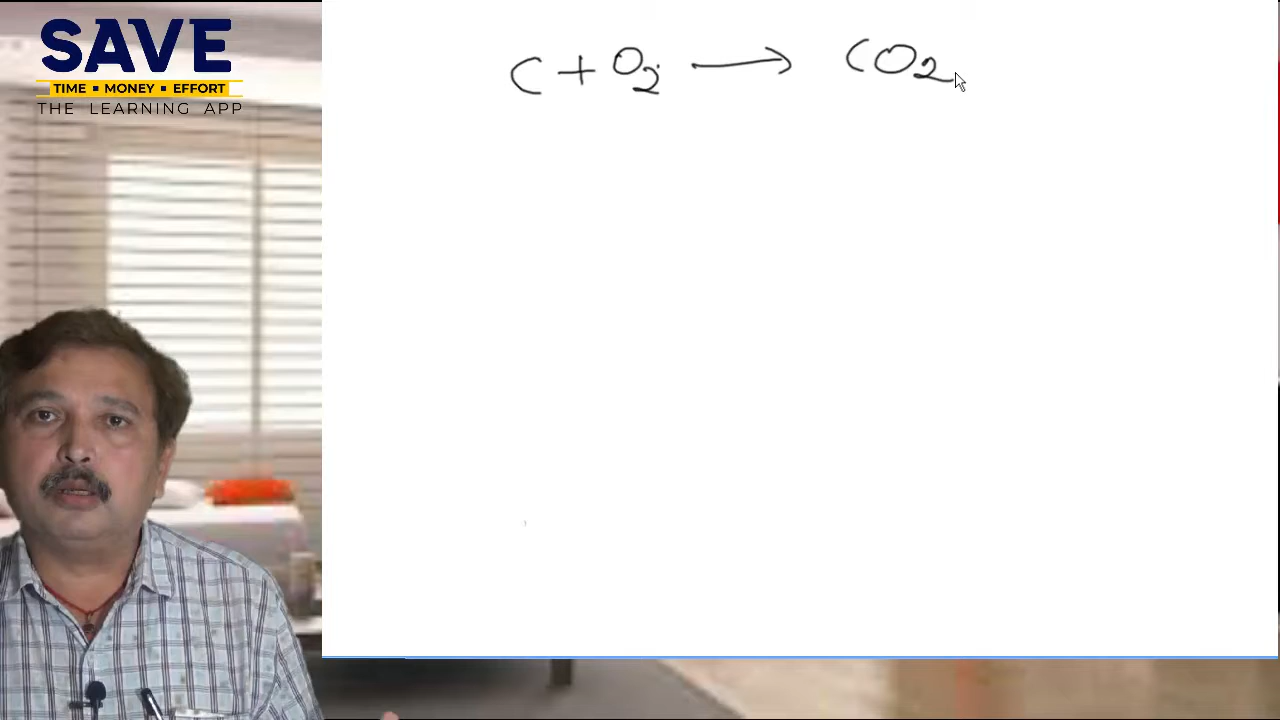 SAVE
TIME ▪ MONEY ▪ EFFORT
THE LEARNING APP
C + O₂ ⟶ CO₂